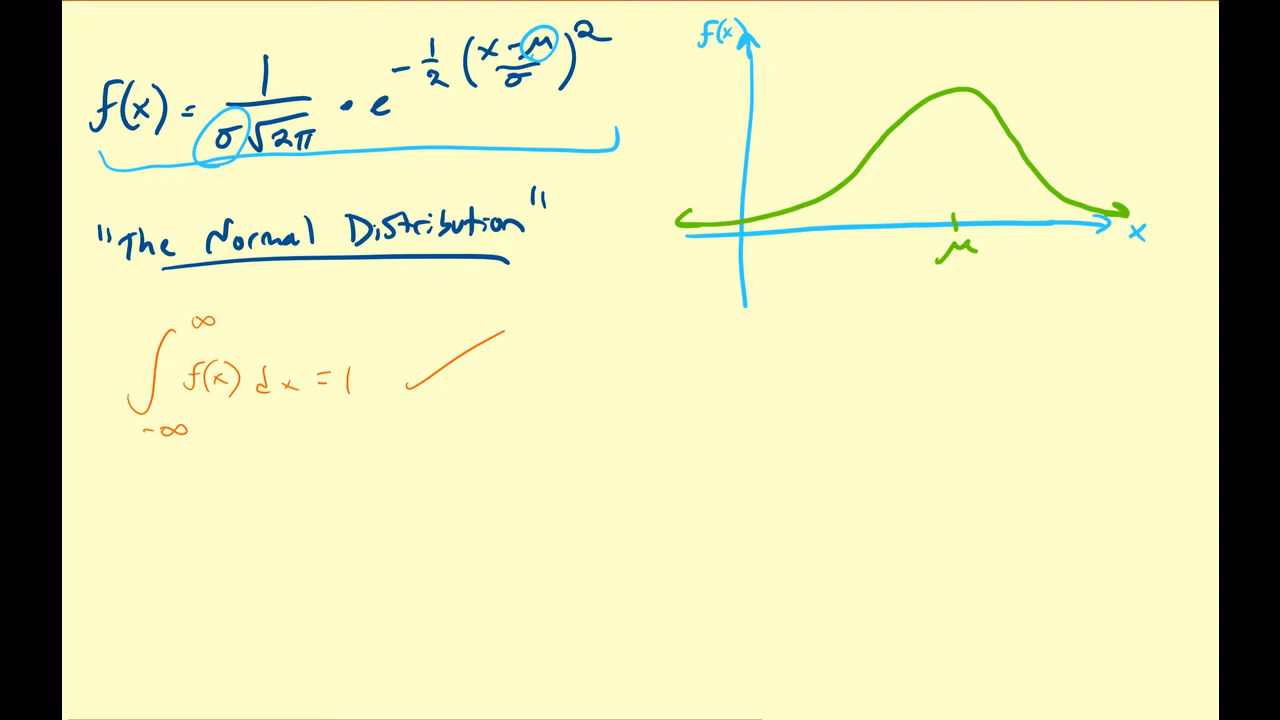 f(x) = 1/(σ√2π) • e^(-1/2 ((x-μ)/σ)^2)
"The Normal Distribution"
∫_{-∞}^{∞} f(x) dx = 1 ✓
f(x)
x
μ